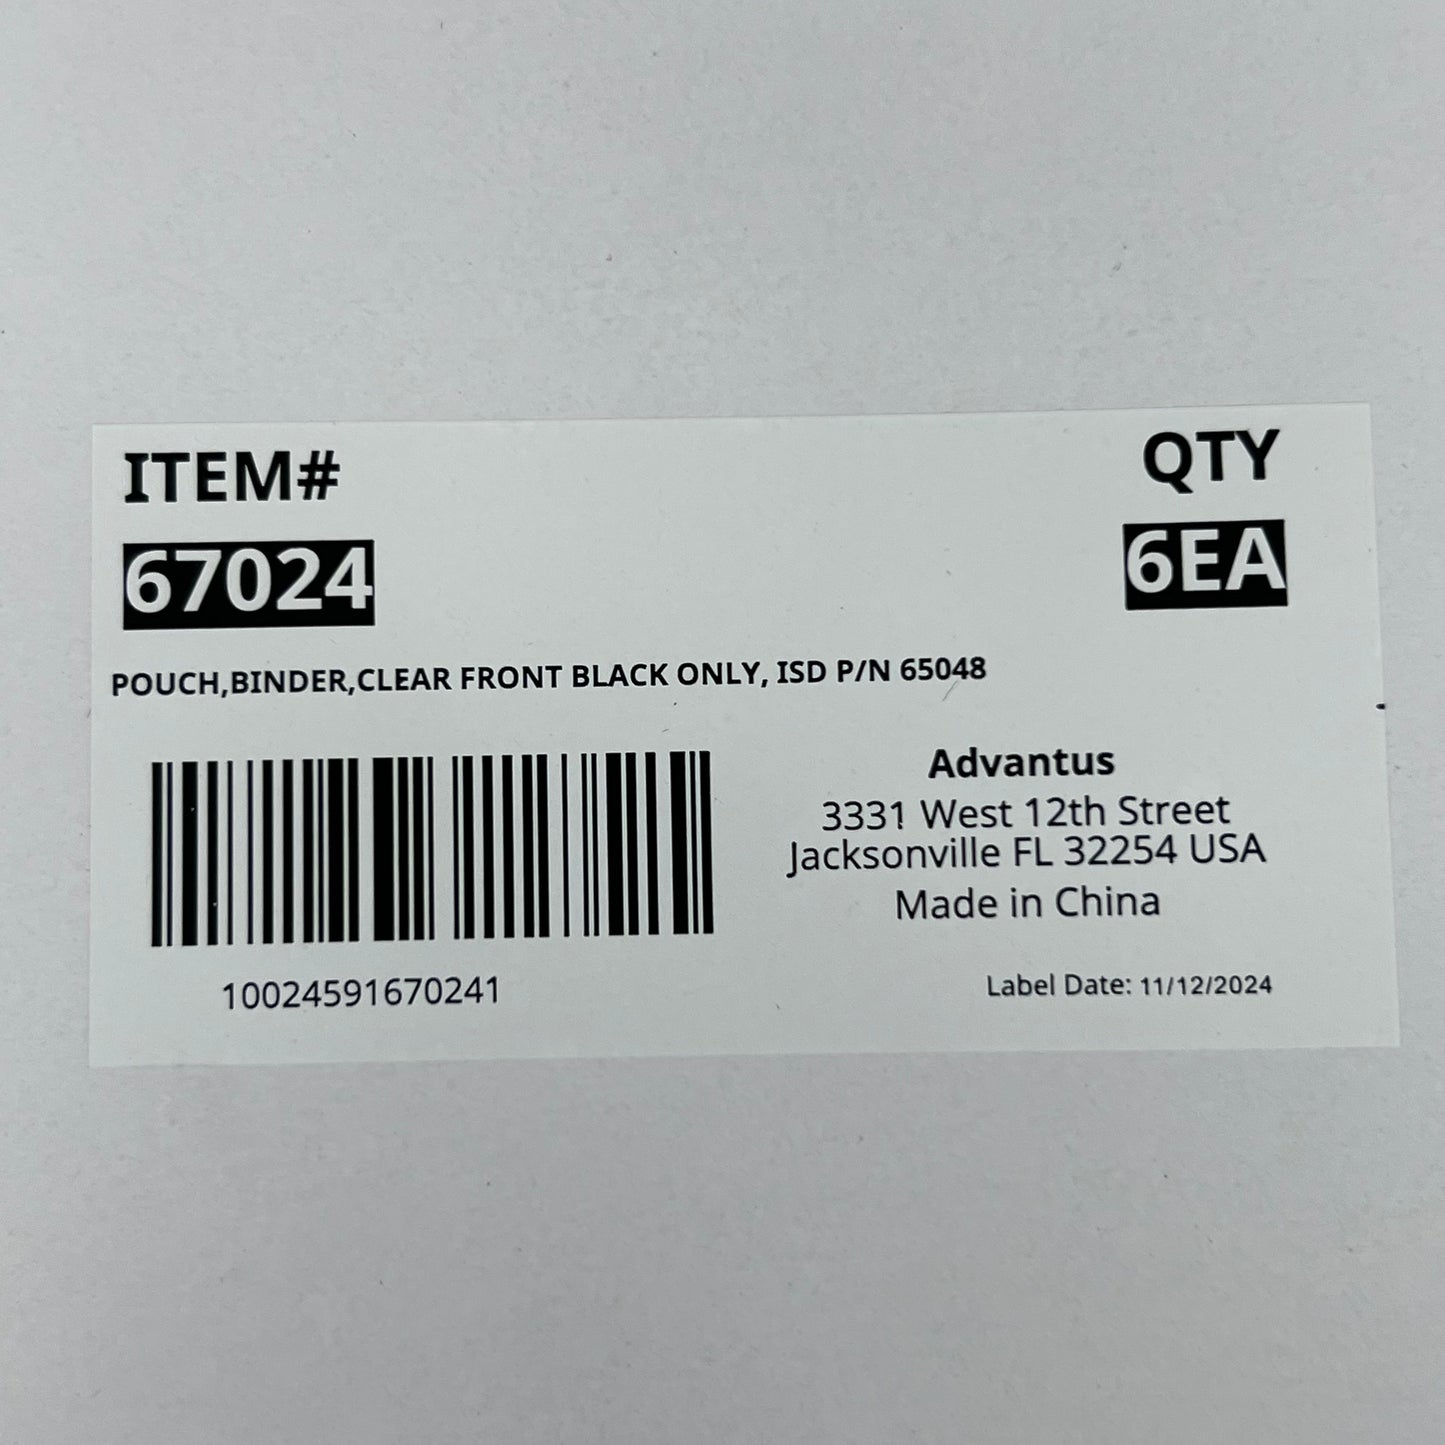 ITEM#
QTY
67024
6EA
POUCH,BINDER,CLEAR FRONT BLACK ONLY, ISD P/N 65048
Advantus
3331 West 12th Street
Jacksonville FL 32254 USA
Made in China
10024591670241
Label Date: 11/12/2024